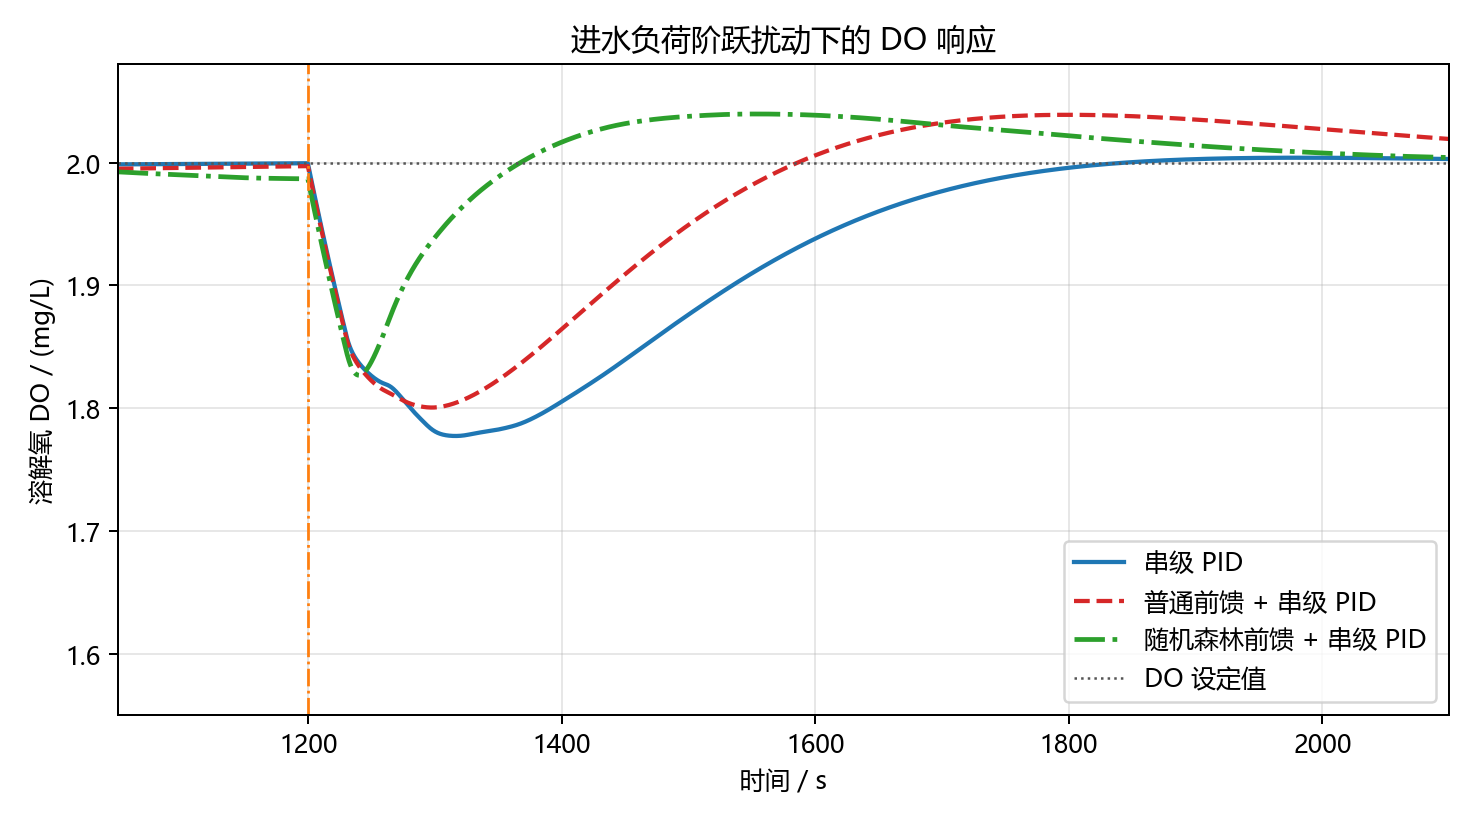 进水负荷阶跃扰动下的 DO 响应
溶解氧 DO / (mg/L)
2.0
1.9
1.8
1.7
1.6
串级 PID
普通前馈 + 串级 PID
随机森林前馈 + 串级 PID
DO 设定值
1200
1400
1600
1800
2000
时间 / s